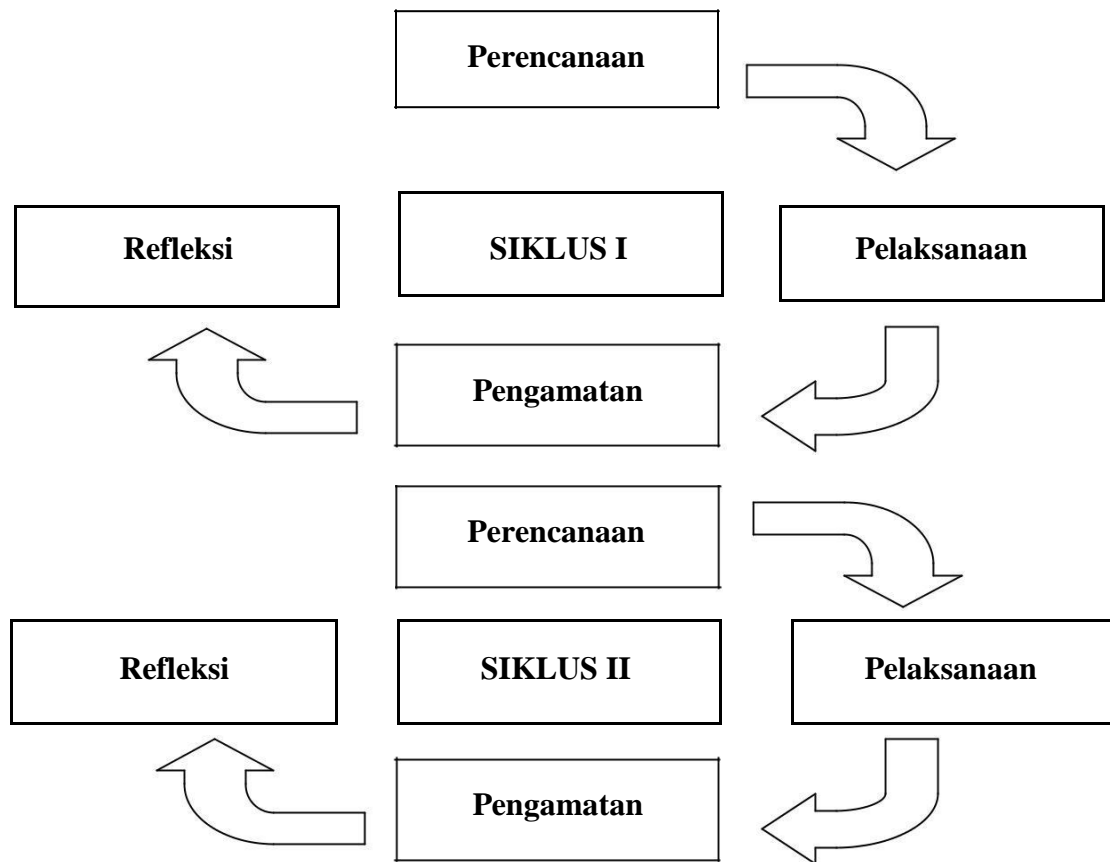 Perencanaan
Refleksi
SIKLUS I
Pelaksanaan
Pengamatan
Perencanaan
Refleksi
SIKLUS II
Pelaksanaan
Pengamatan